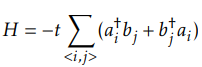 H = −t ∑_{<i,j>} (a_i^† b_j + b_j^† a_i)